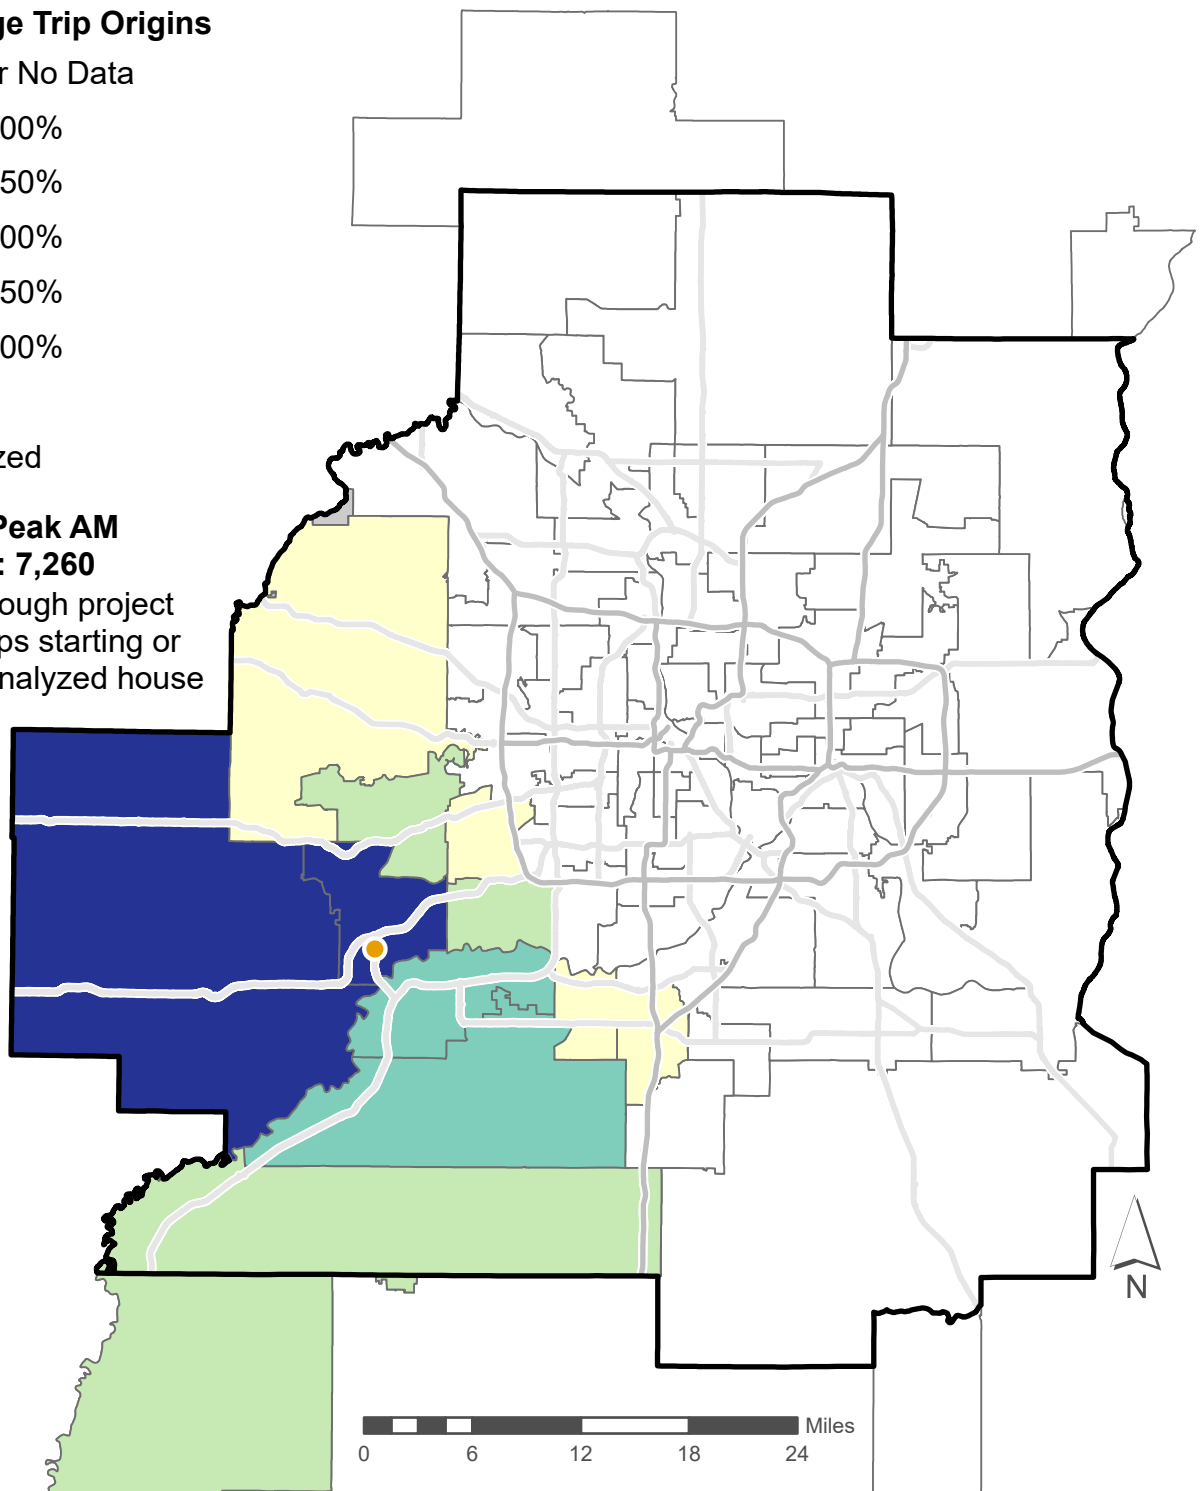 ge Trip Origins
r No Data
00%
50%
00%
50%
00%
zed
Peak AM
: 7,260
ough project
ps starting or
nalyzed house
N
Miles
0 6 12 18 24